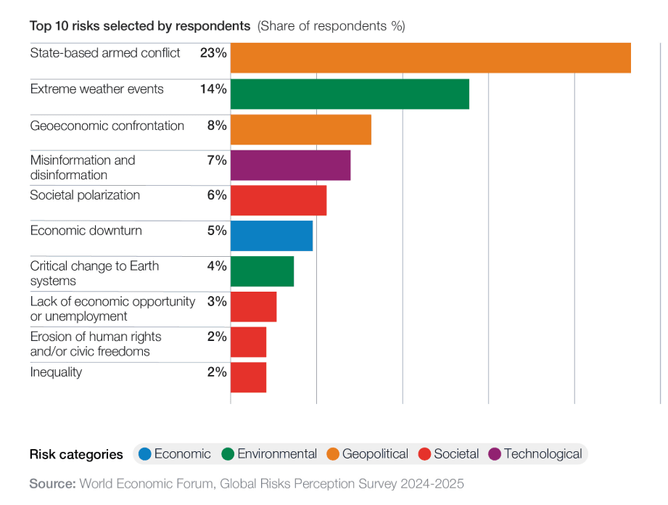 Top 10 risks selected by respondents (Share of respondents %)
State-based armed conflict 23%
Extreme weather events 14%
Geoeconomic confrontation 8%
Misinformation and
disinformation 7%
Societal polarization 6%
Economic downturn 5%
Critical change to Earth
systems 4%
Lack of economic opportunity
or unemployment 3%
Erosion of human rights
and/or civic freedoms 2%
Inequality 2%
Risk categories Economic Environmental Geopolitical Societal Technological
Source: World Economic Forum, Global Risks Perception Survey 2024-2025